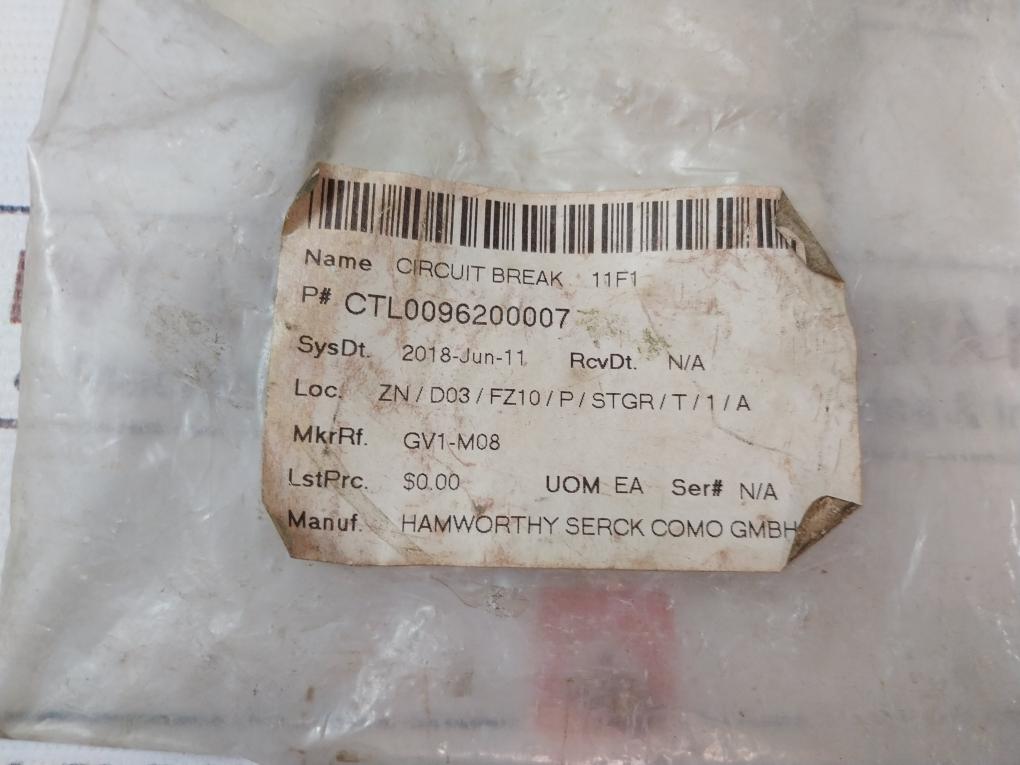 Name CIRCUIT BREAK 11F1
P# CTL0096200007
SysDt. 2018-Jun-11 RcvDt. N/A
Loc. ZN / D03 / FZ10 / P / STGR / T / 1 / A
MkrRf. GV1-M08
LstPrc. $0.00 UOM EA Ser# N/A
Manuf. HAMWORTHY SERCK COMO GMBH